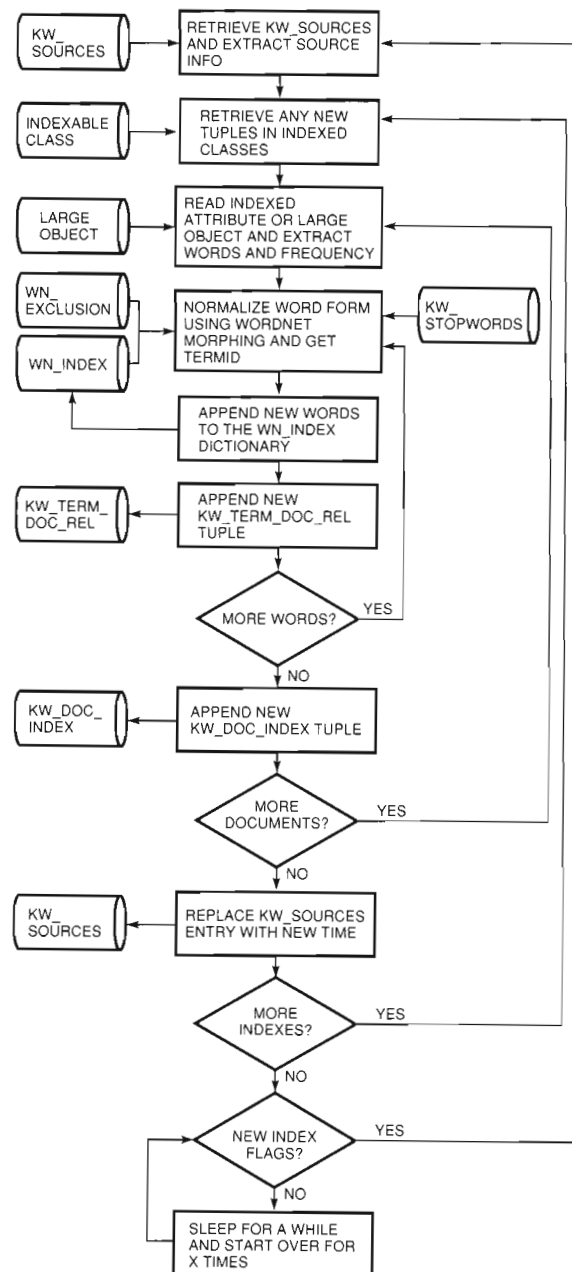 KW_
SOURCES
RETRIEVE KW_SOURCES
AND EXTRACT SOURCE
INFO
INDEXABLE
CLASS
RETRIEVE ANY NEW
TUPLES IN INDEXED
CLASSES
LARGE
OBJECT
READ INDEXED
ATTRIBUTE OR LARGE
OBJECT AND EXTRACT
WORDS AND FREQUENCY
WN_
EXCLUSION
WN_INDEX
NORMALIZE WORD FORM
USING WORDNET
MORPHING AND GET
TERMID
KW_
STOPWORDS
APPEND NEW WORDS
TO THE WN_INDEX
DICTIONARY
KW_TERM_
DOC_REL
APPEND NEW
KW_TERM_DOC_REL
TUPLE
MORE WORDS?
YES
NO
KW_DOC_
INDEX
APPEND NEW
KW_DOC_INDEX TUPLE
MORE
DOCUMENTS?
YES
NO
KW_
SOURCES
REPLACE KW_SOURCES
ENTRY WITH NEW TIME
MORE
INDEXES?
YES
NO
NEW INDEX
FLAGS?
YES
NO
SLEEP FOR A WHILE
AND START OVER FOR
X TIMES